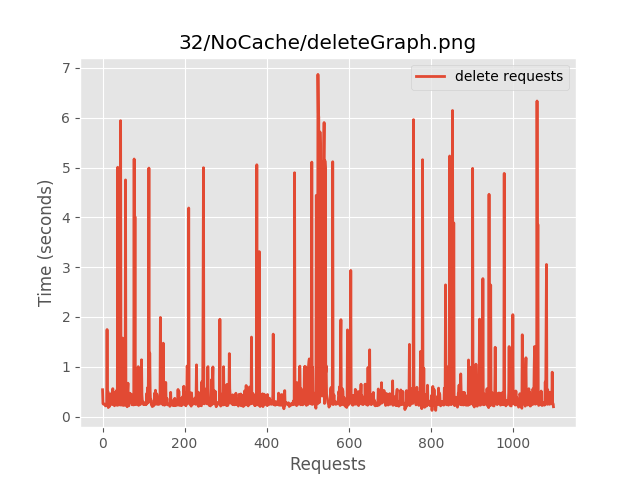 32/NoCache/deleteGraph.png
delete requests
7
6
5
4
3
2
1
0
Time (seconds)
0 200 400 600 800 1000
Requests